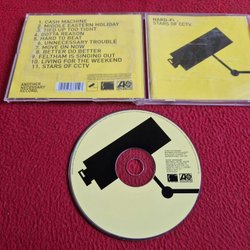 1. CASH MACHINE
2. MIDDLE EASTERN HOLIDAY
3. TIED UP TOO TIGHT
4. GOTTA REASON
5. HARD TO BEAT
6. UNNECESSARY TROUBLE
7. MOVE ON NOW
8. BETTER DO BETTER
9. FELTHAM IS SINGING OUT
10. LIVING FOR THE WEEKEND
11. STARS OF CCTV
ANOTHER
NECESSARY
RECORD.
HARD-FI.
STARS OF CCTV.